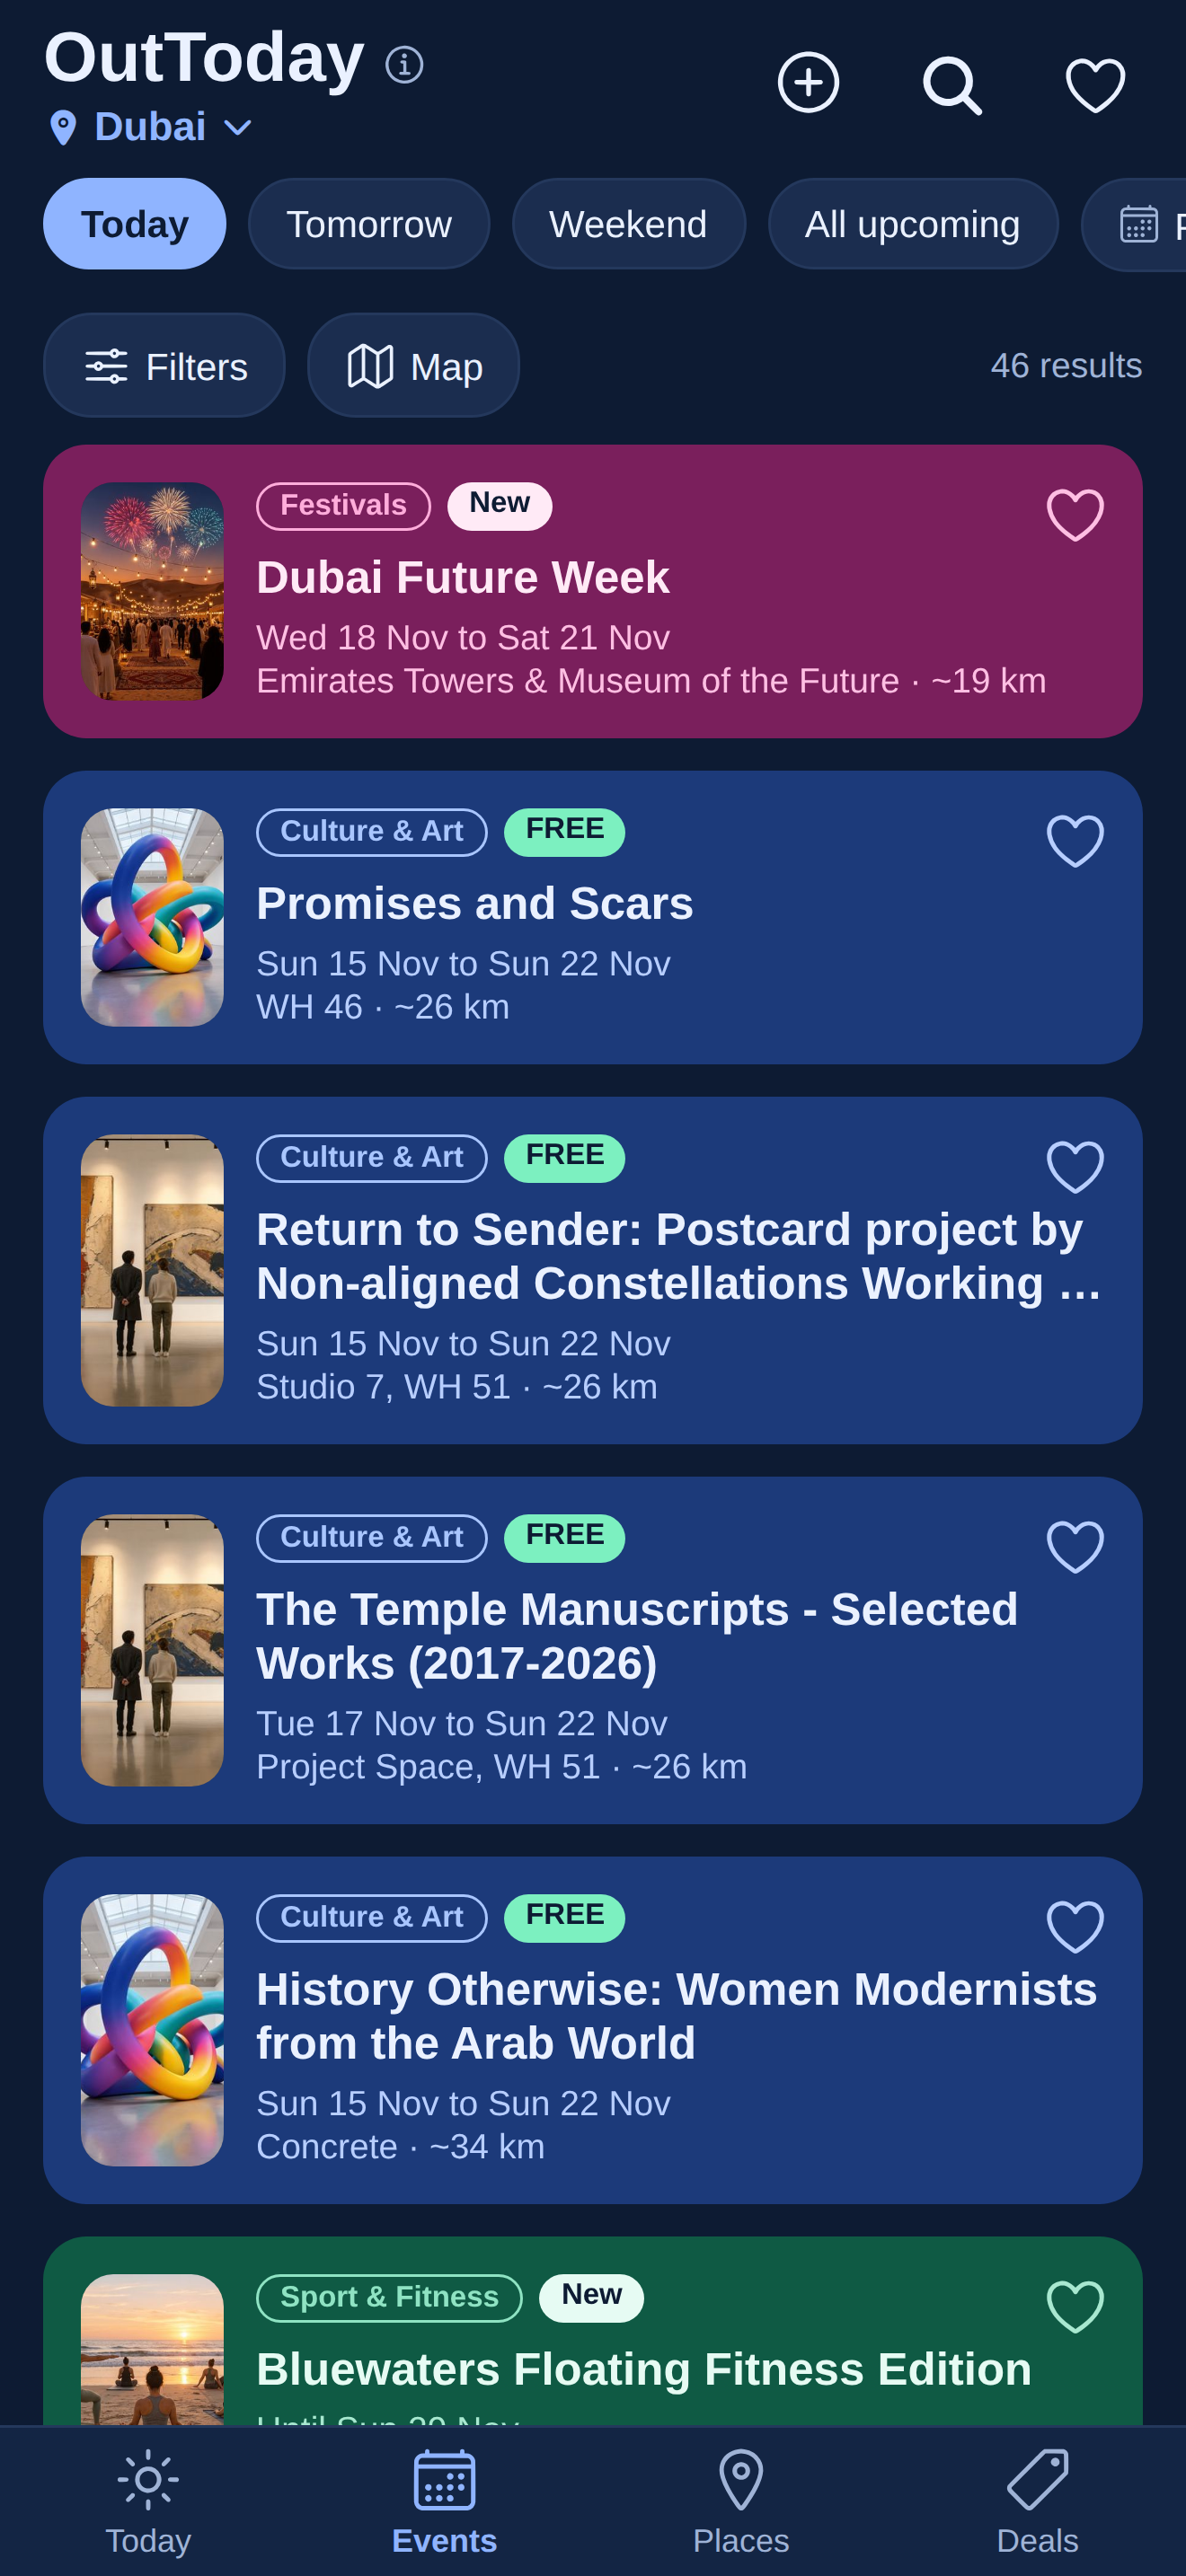 OutToday
Dubai
Today
Tomorrow
Weekend
All upcoming
Filters
Map
46 results
Festivals
New
Dubai Future Week
Wed 18 Nov to Sat 21 Nov
Emirates Towers & Museum of the Future · ~19 km
Culture & Art
FREE
Promises and Scars
Sun 15 Nov to Sun 22 Nov
WH 46 · ~26 km
Culture & Art
FREE
Return to Sender: Postcard project by
Non-aligned Constellations Working …
Sun 15 Nov to Sun 22 Nov
Studio 7, WH 51 · ~26 km
Culture & Art
FREE
The Temple Manuscripts - Selected
Works (2017-2026)
Tue 17 Nov to Sun 22 Nov
Project Space, WH 51 · ~26 km
Culture & Art
FREE
History Otherwise: Women Modernists
from the Arab World
Sun 15 Nov to Sun 22 Nov
Concrete · ~34 km
Sport & Fitness
New
Bluewaters Floating Fitness Edition
Today
Events
Places
Deals